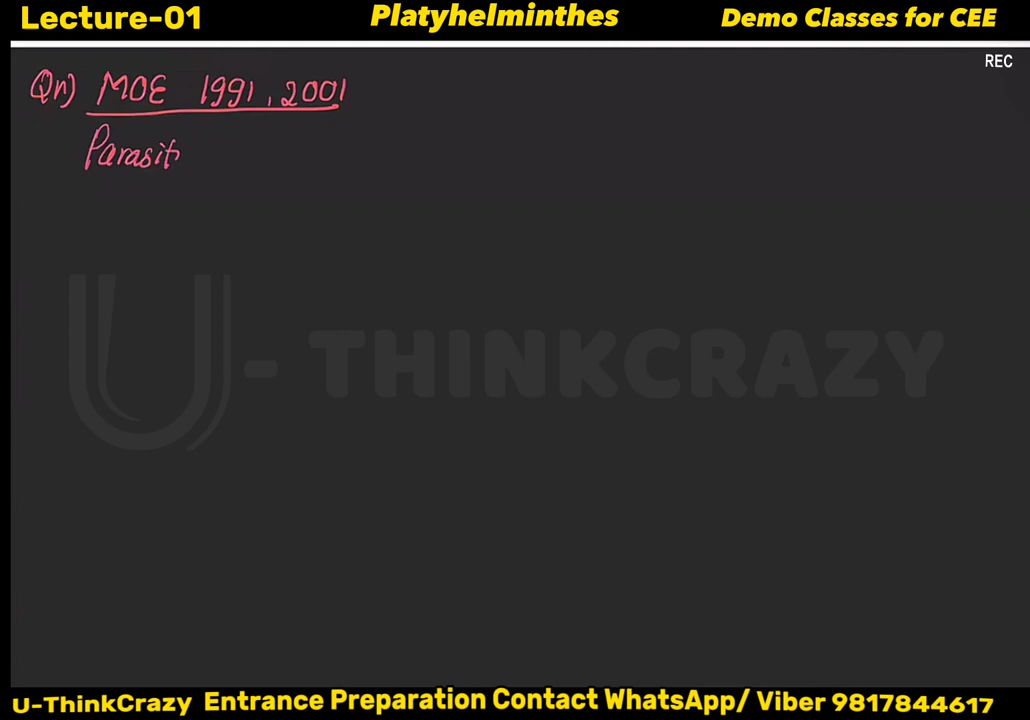 Lecture-01 Platyhelminthes Demo Classes for CEE
REC
Qn) MOE 1991, 2001
Parasit
U-THINKCRAZY
U-ThinkCrazy Entrance Preparation Contact WhatsApp/ Viber 9817844617